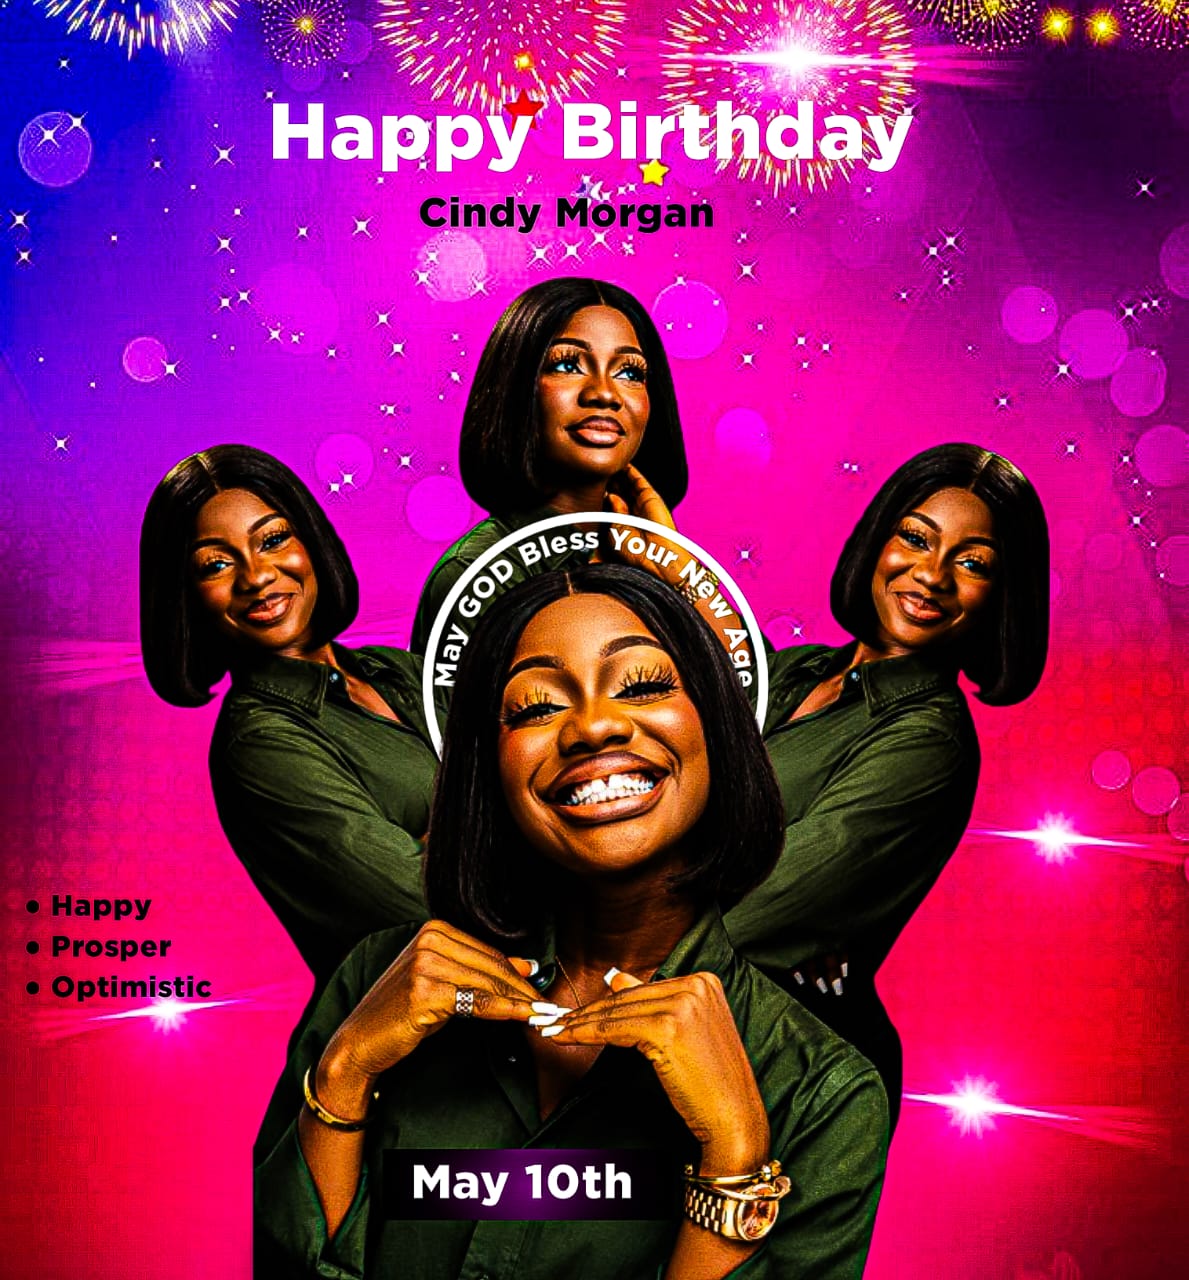 Happy Birthday
Cindy Morgan
May GOD Bless Your New Age
• Happy
• Prosper
• Optimistic
May 10th